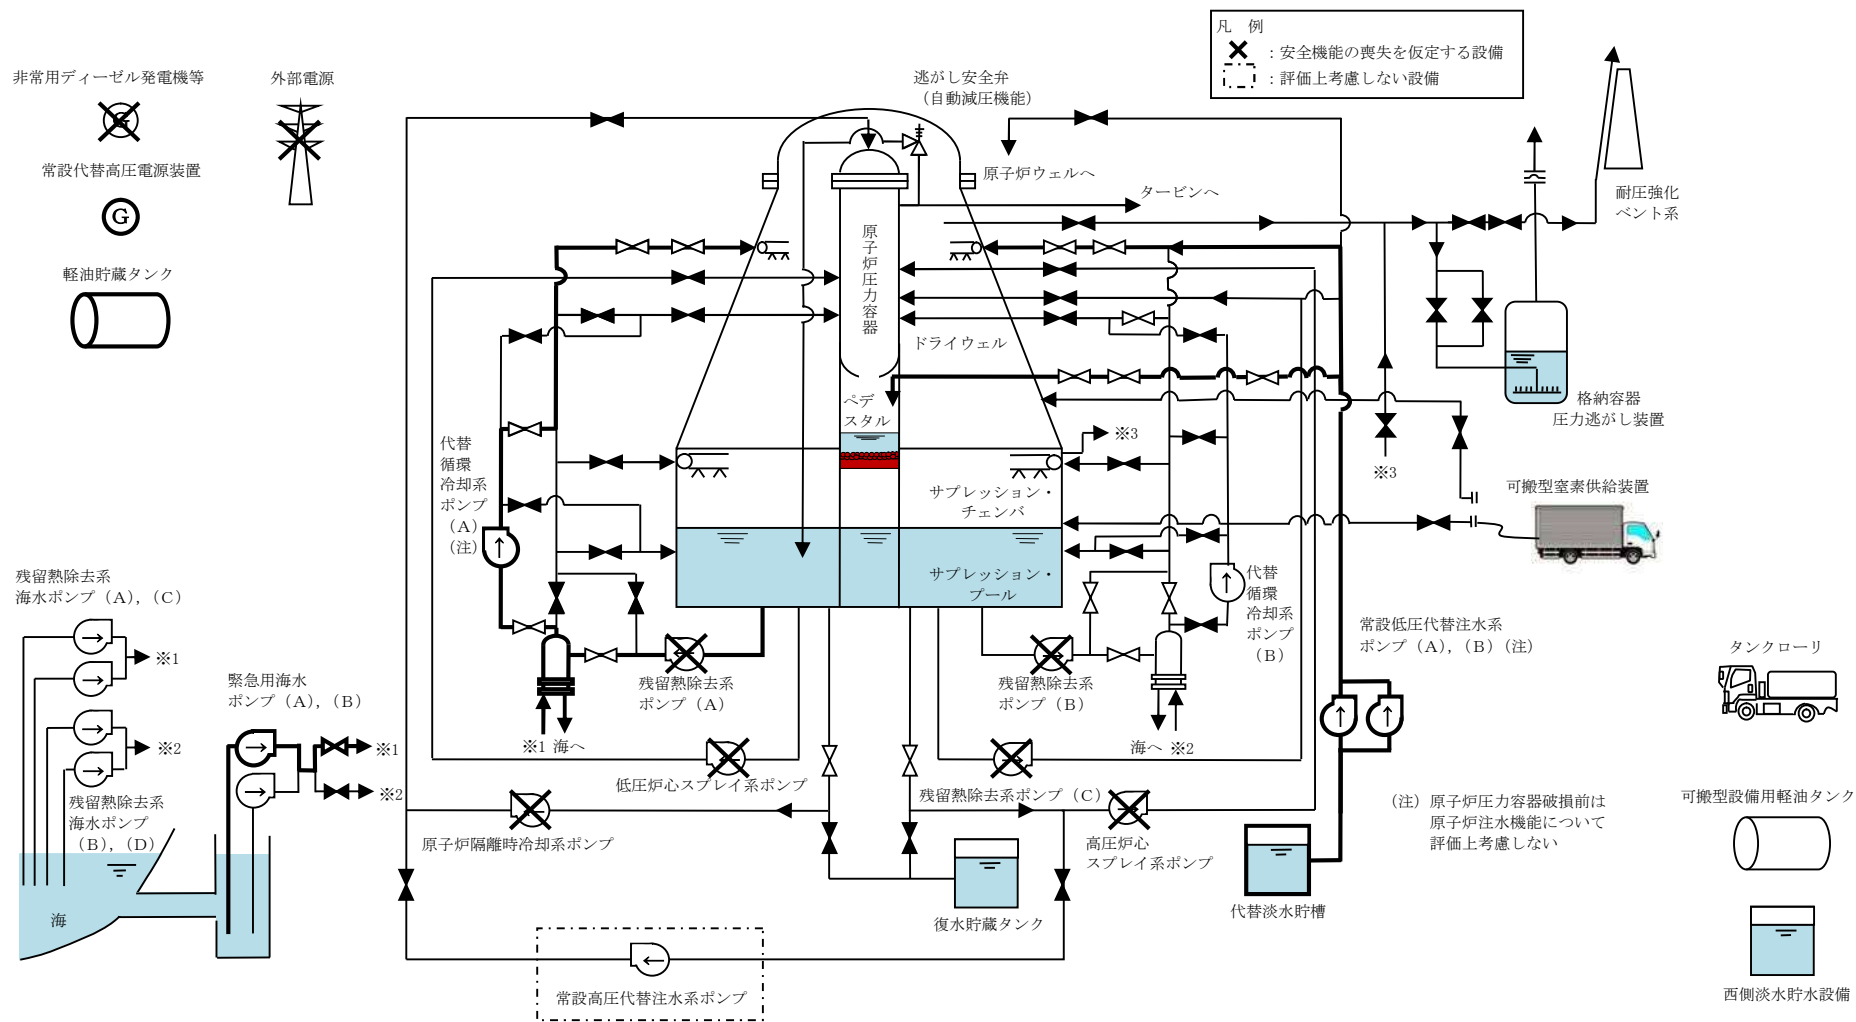 凡　例
：安全機能の喪失を仮定する設備
：評価上考慮しない設備
非常用ディーゼル発電機等
G
外部電源
常設代替高圧電源装置
G
軽油貯蔵タンク
逃がし安全弁
（自動減圧機能）
原子炉ウェルへ
タービンへ
耐圧強化
ベント系
原子炉圧力容器
ドライウェル
ペデ
スタル
格納容器
圧力逃がし装置
※3
※3
代替
循環
冷却系
ポンプ
（A）
（注）
サプレッション・
チェンバ
サプレッション・
プール
可搬型窒素供給装置
代替
循環
冷却系
ポンプ
（B）
残留熱除去系
海水ポンプ（A），（C）
※1
※2
残留熱除去系
海水ポンプ
（B），（D）
海
緊急用海水
ポンプ（A），（B）
※1
※2
残留熱除去系
ポンプ（A）
※1 海へ
残留熱除去系
ポンプ（B）
海へ ※2
低圧炉心スプレイ系ポンプ
残留熱除去系ポンプ（C）
原子炉隔離時冷却系ポンプ
高圧炉心
スプレイ系ポンプ
復水貯蔵タンク
常設高圧代替注水系ポンプ
常設低圧代替注水系
ポンプ（A），（B）（注）
（注）原子炉圧力容器破損前は
原子炉注水機能について
評価上考慮しない
代替淡水貯槽
タンクローリ
可搬型設備用軽油タンク
西側淡水貯水設備